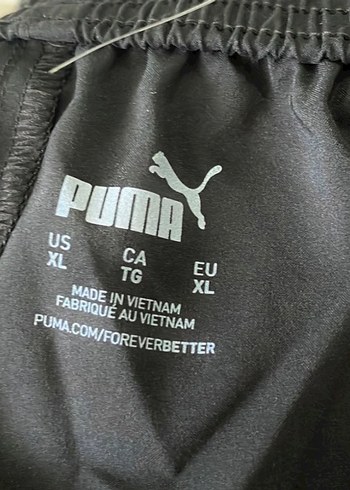 PUMA
US CA EU
XL TG XL
MADE IN VIETNAM
FABRIQUÉ AU VIETNAM
PUMA.COM/FOREVERBETTER